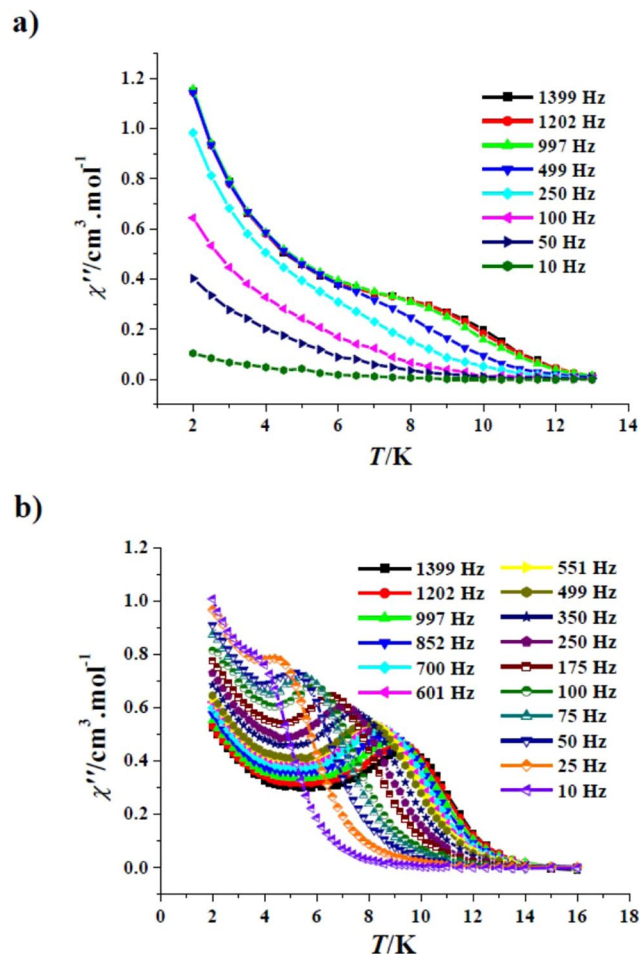 a)
χ''/cm³.mol⁻¹
1.2
1.0
0.8
0.6
0.4
0.2
0.0
1399 Hz
1202 Hz
997 Hz
499 Hz
250 Hz
100 Hz
50 Hz
10 Hz
2 4 6 8 10 12 14
T/K
b)
χ''/cm³.mol⁻¹
1.2
1.0
0.8
0.6
0.4
0.2
0.0
1399 Hz
1202 Hz
997 Hz
852 Hz
700 Hz
601 Hz
551 Hz
499 Hz
350 Hz
250 Hz
175 Hz
100 Hz
75 Hz
50 Hz
25 Hz
10 Hz
0 2 4 6 8 10 12 14 16 18
T/K